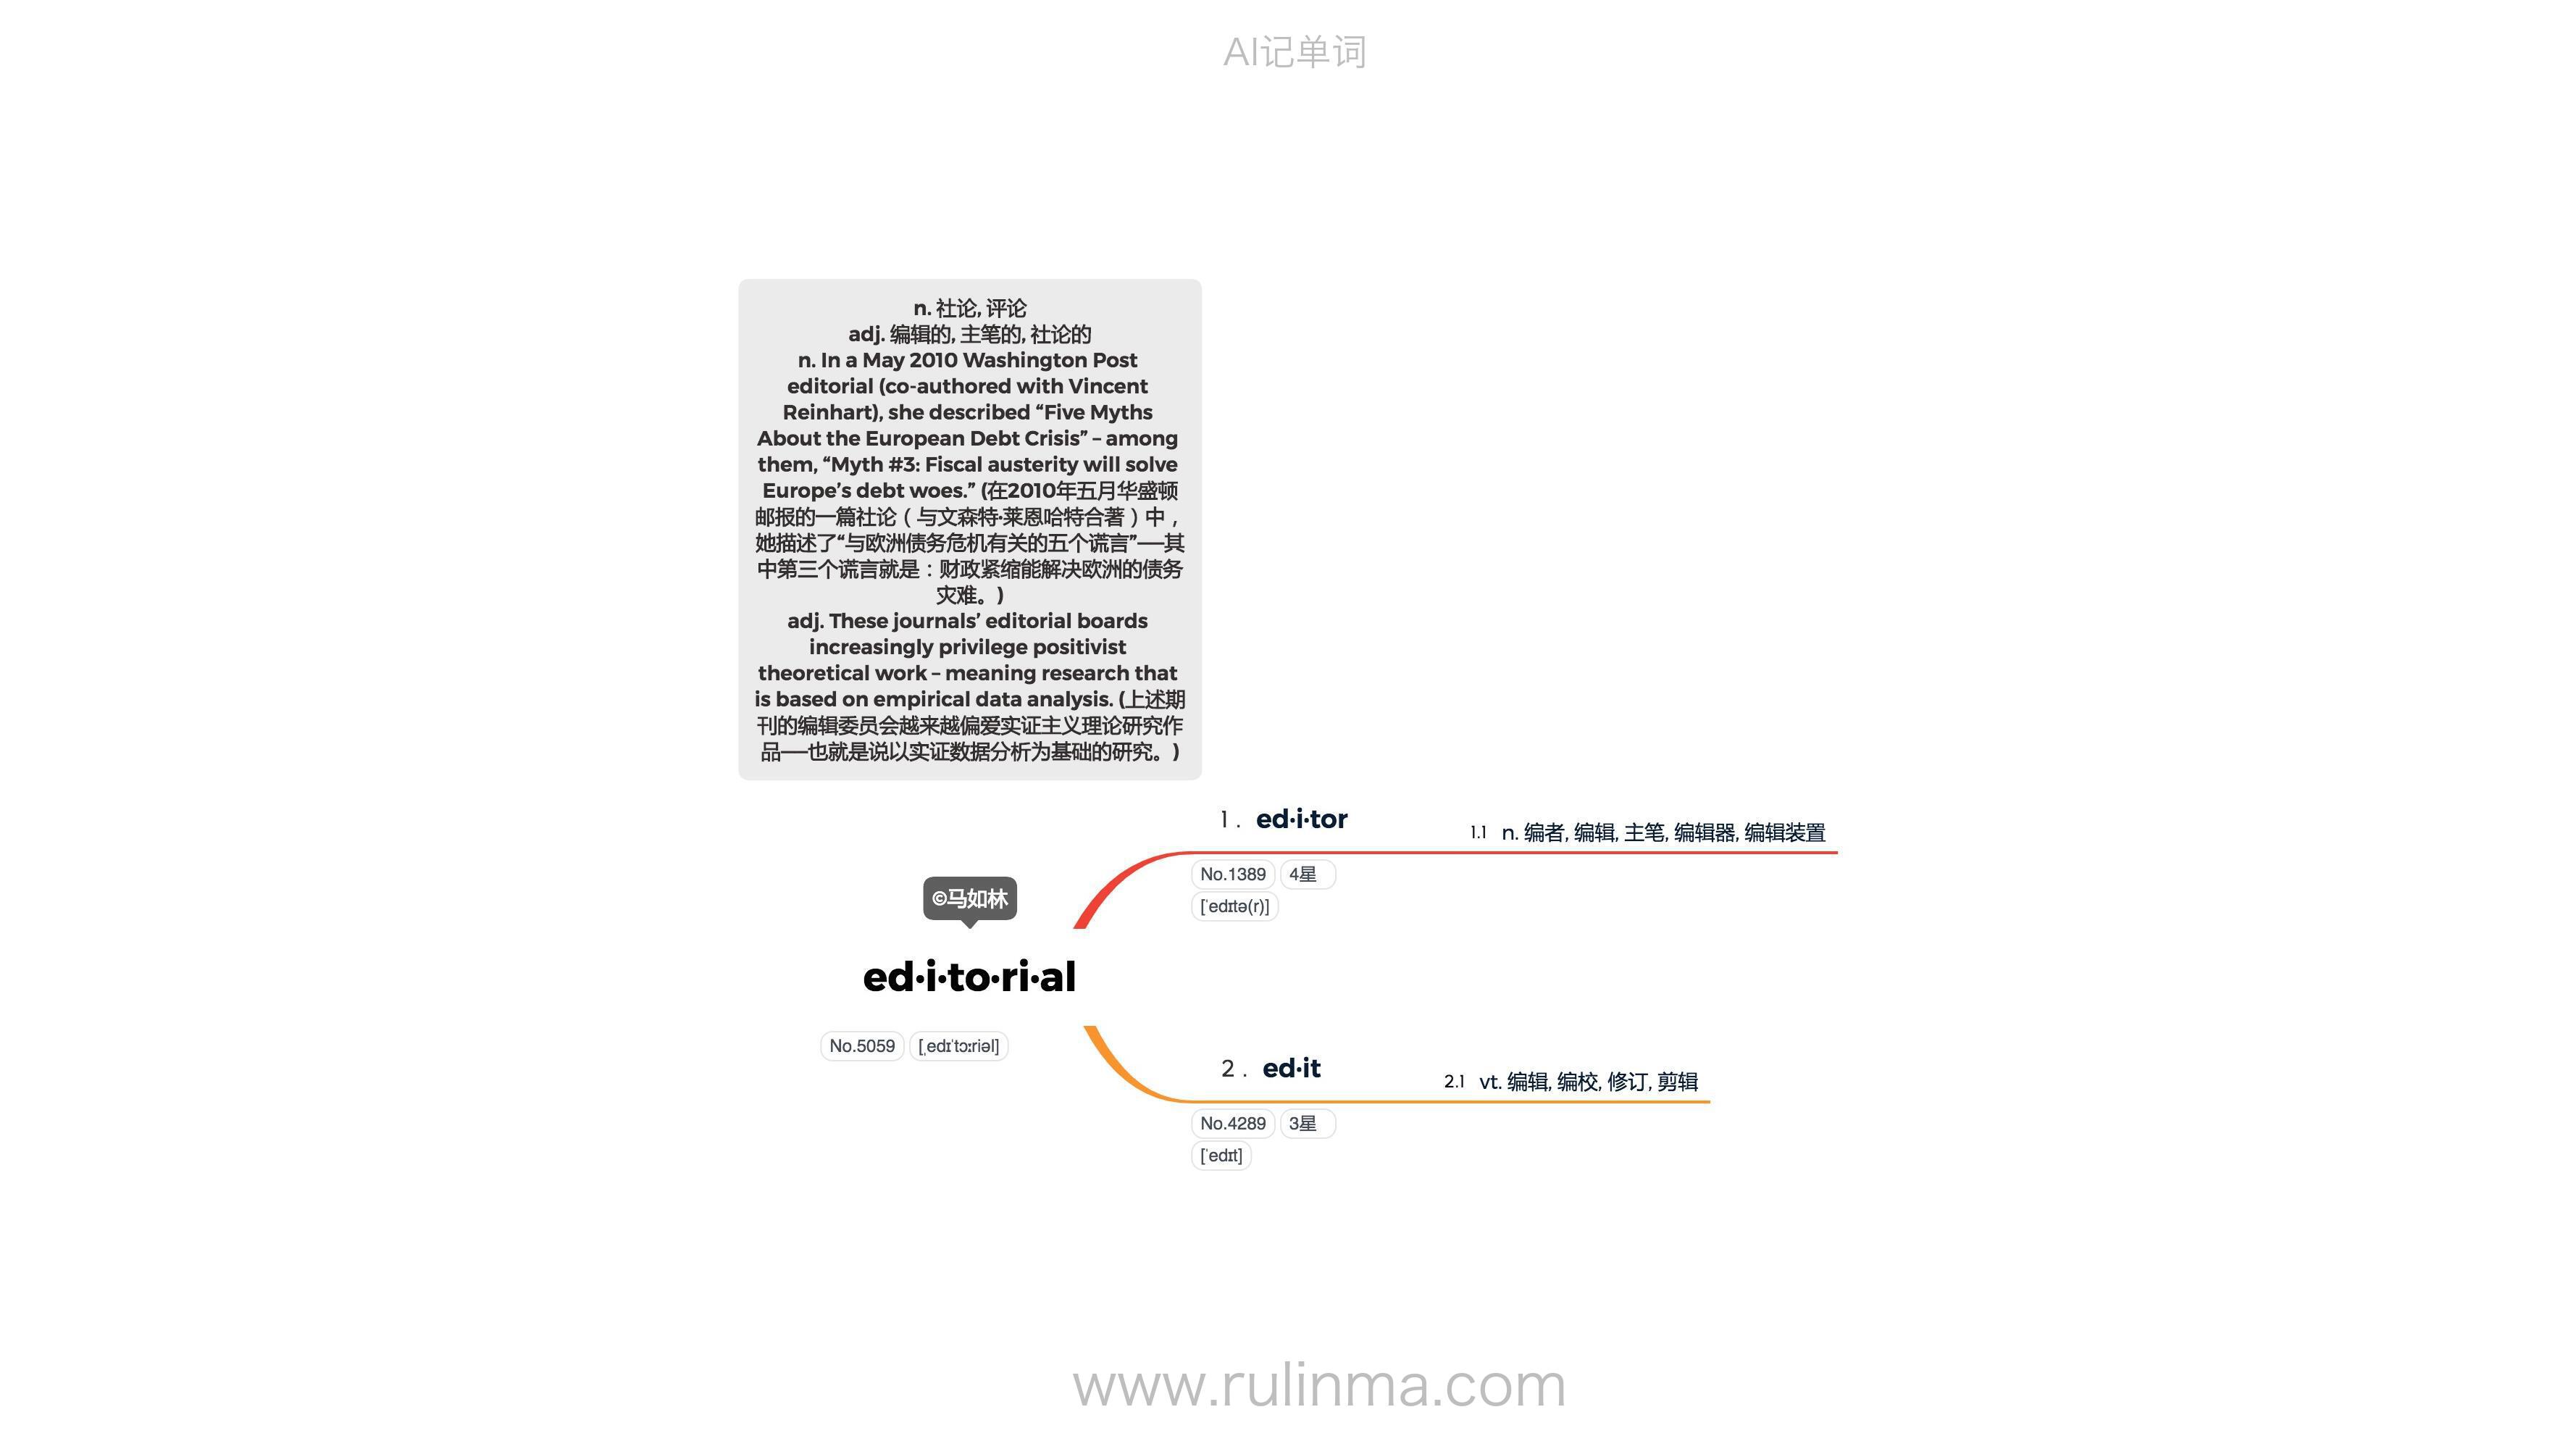 AI记单词
n. 社论, 评论
adj. 编辑的, 主笔的, 社论的
n. In a May 2010 Washington Post
editorial (co-authored with Vincent
Reinhart), she described “Five Myths
About the European Debt Crisis” – among
them, “Myth #3: Fiscal austerity will solve
Europe’s debt woes.” (在2010年五月华盛顿
邮报的一篇社论（与文森特·莱恩哈特合著）中，
她描述了“与欧洲债务危机有关的五个谎言”──其
中第三个谎言就是：财政紧缩能解决欧洲的债务
灾难。)
adj. These journals’ editorial boards
increasingly privilege positivist
theoretical work – meaning research that
is based on empirical data analysis. (上述期
刊的编辑委员会越来越偏爱实证主义理论研究作
品──也就是说以实证数据分析为基础的研究。)
1. ed·i·tor
1.1 n. 编者, 编辑, 主笔, 编辑器, 编辑装置
No.1389 4星
[ˈedɪtə(r)]
©马如林
ed·i·to·ri·al
No.5059 [ˌedɪˈtɔːriəl]
2. ed·it
2.1 vt. 编辑, 编校, 修订, 剪辑
No.4289 3星
[ˈedɪt]
www.rulinma.com